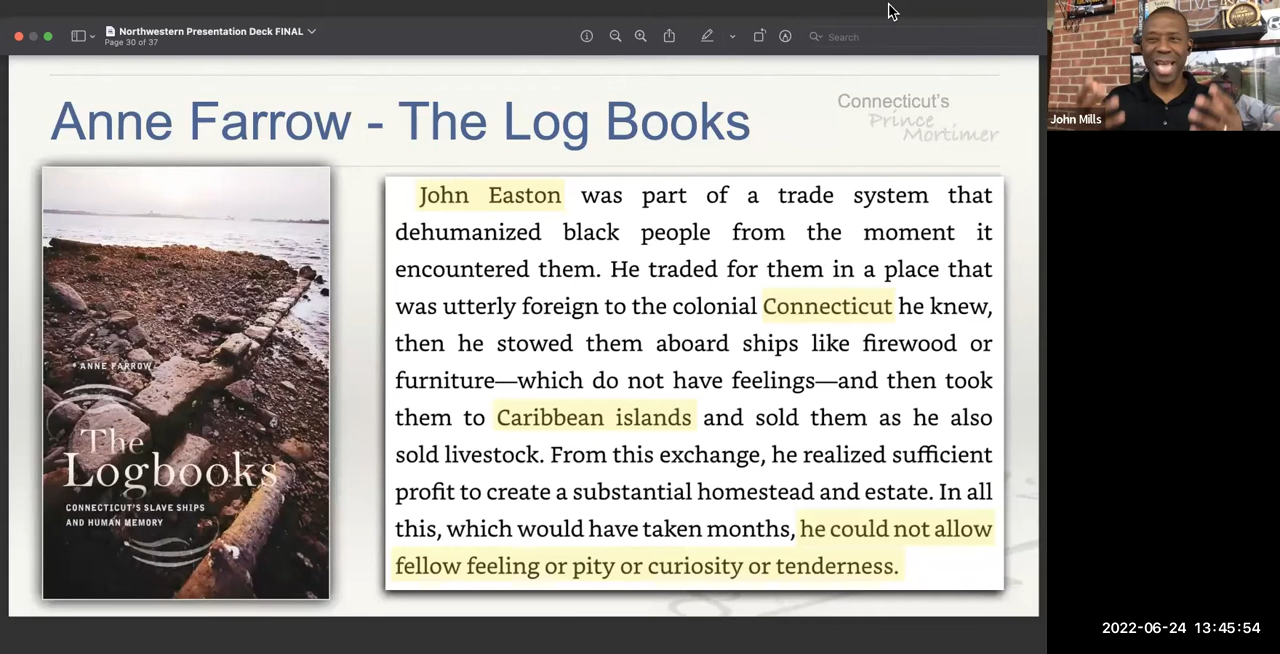 Northwestern Presentation Deck FINAL
Page 30 of 37
Search
Anne Farrow - The Log Books
Connecticut's
Prince
Mortimer
ANNE FARROW
The
Logbooks
CONNECTICUT'S SLAVE SHIPS
AND HUMAN MEMORY
John Easton was part of a trade system that
dehumanized black people from the moment it
encountered them. He traded for them in a place that
was utterly foreign to the colonial Connecticut he knew,
then he stowed them aboard ships like firewood or
furniture—which do not have feelings—and then took
them to Caribbean islands and sold them as he also
sold livestock. From this exchange, he realized sufficient
profit to create a substantial homestead and estate. In all
this, which would have taken months, he could not allow
fellow feeling or pity or curiosity or tenderness.
John Mills
2022-06-24 13:45:54